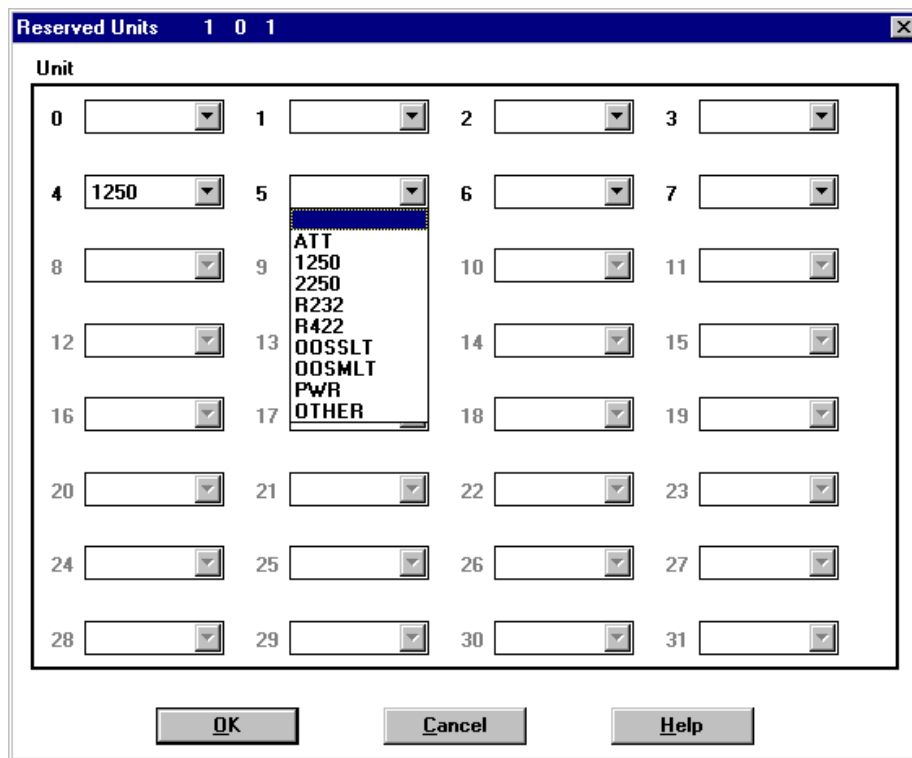 Reserved Units 1 0 1
Unit
0 1 2 3
4 1250 5 6 7
ATT
1250
8 9 10 11
2250
R232
R422
12 13 14 15
OOSSLT
OOSMLT
PWR
16 17 18 19
OTHER
20 21 22 23
24 25 26 27
28 29 30 31
OK Cancel Help